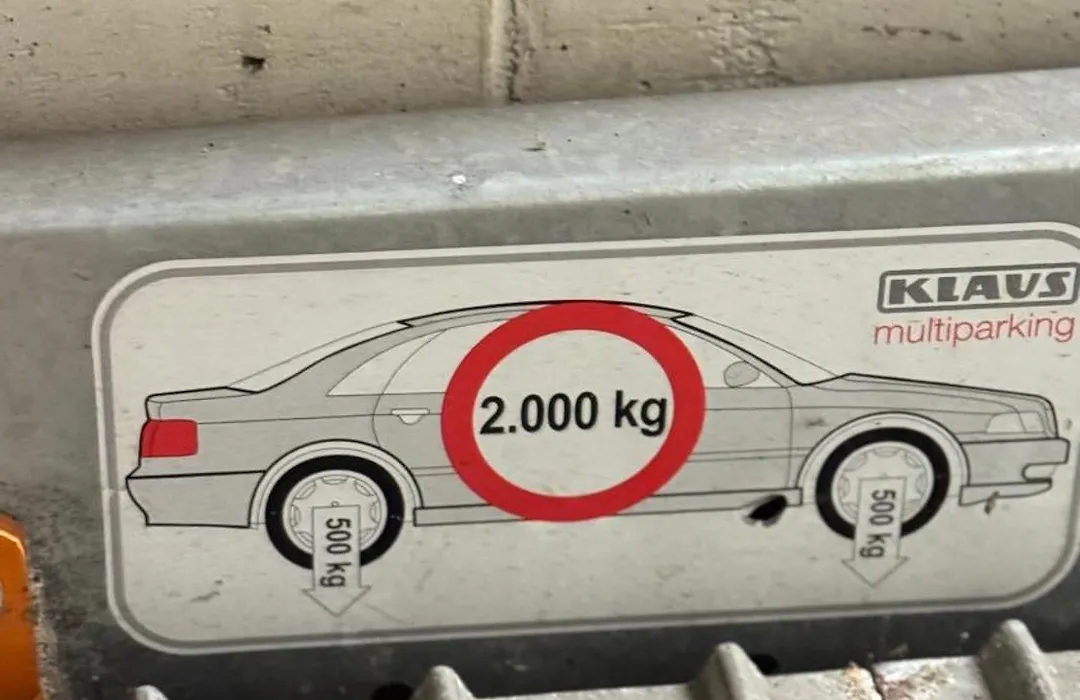 KLAUS
multiparking
2.000 kg
500 kg
500 kg